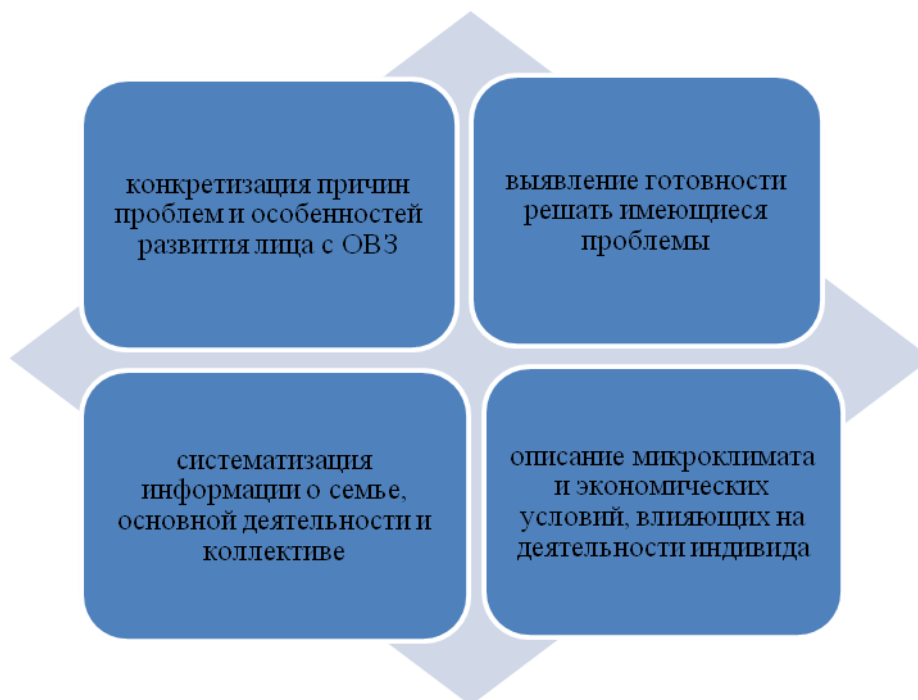 конкретизация причин
проблем и особенностей
развития лица с ОВЗ
выявление готовности
решать имеющиеся
проблемы
систематизация
информации о семье,
основной деятельности и
коллективе
описание микроклимата
и экономических
условий, влияющих на
деятельности индивида